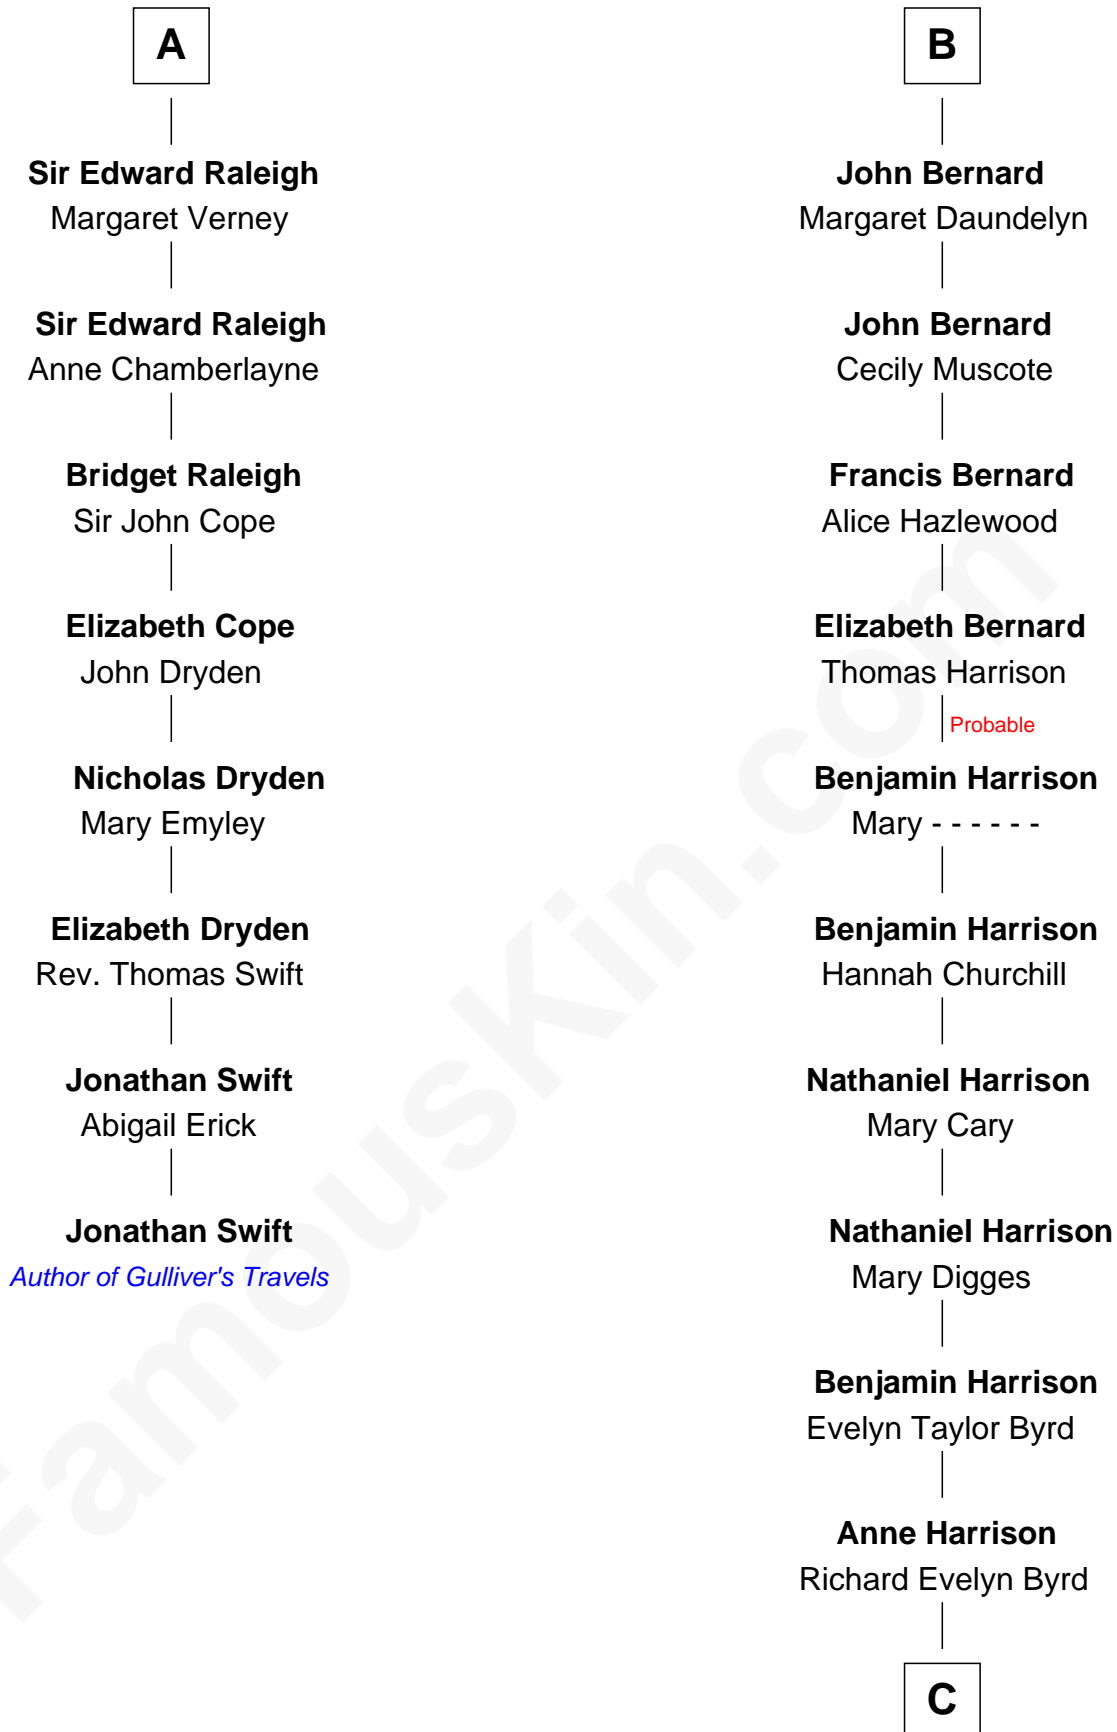 A
Sir Edward Raleigh
Margaret Verney
Sir Edward Raleigh
Anne Chamberlayne
Bridget Raleigh
Sir John Cope
Elizabeth Cope
John Dryden
Nicholas Dryden
Mary Emyley
Elizabeth Dryden
Rev. Thomas Swift
Jonathan Swift
Abigail Erick
Jonathan Swift
Author of Gulliver's Travels
B
John Bernard
Margaret Daundelyn
John Bernard
Cecily Muscote
Francis Bernard
Alice Hazlewood
Elizabeth Bernard
Thomas Harrison
Probable
Benjamin Harrison
Mary - - - - - -
Benjamin Harrison
Hannah Churchill
Nathaniel Harrison
Mary Cary
Nathaniel Harrison
Mary Digges
Benjamin Harrison
Evelyn Taylor Byrd
Anne Harrison
Richard Evelyn Byrd
C
FamousKin.com